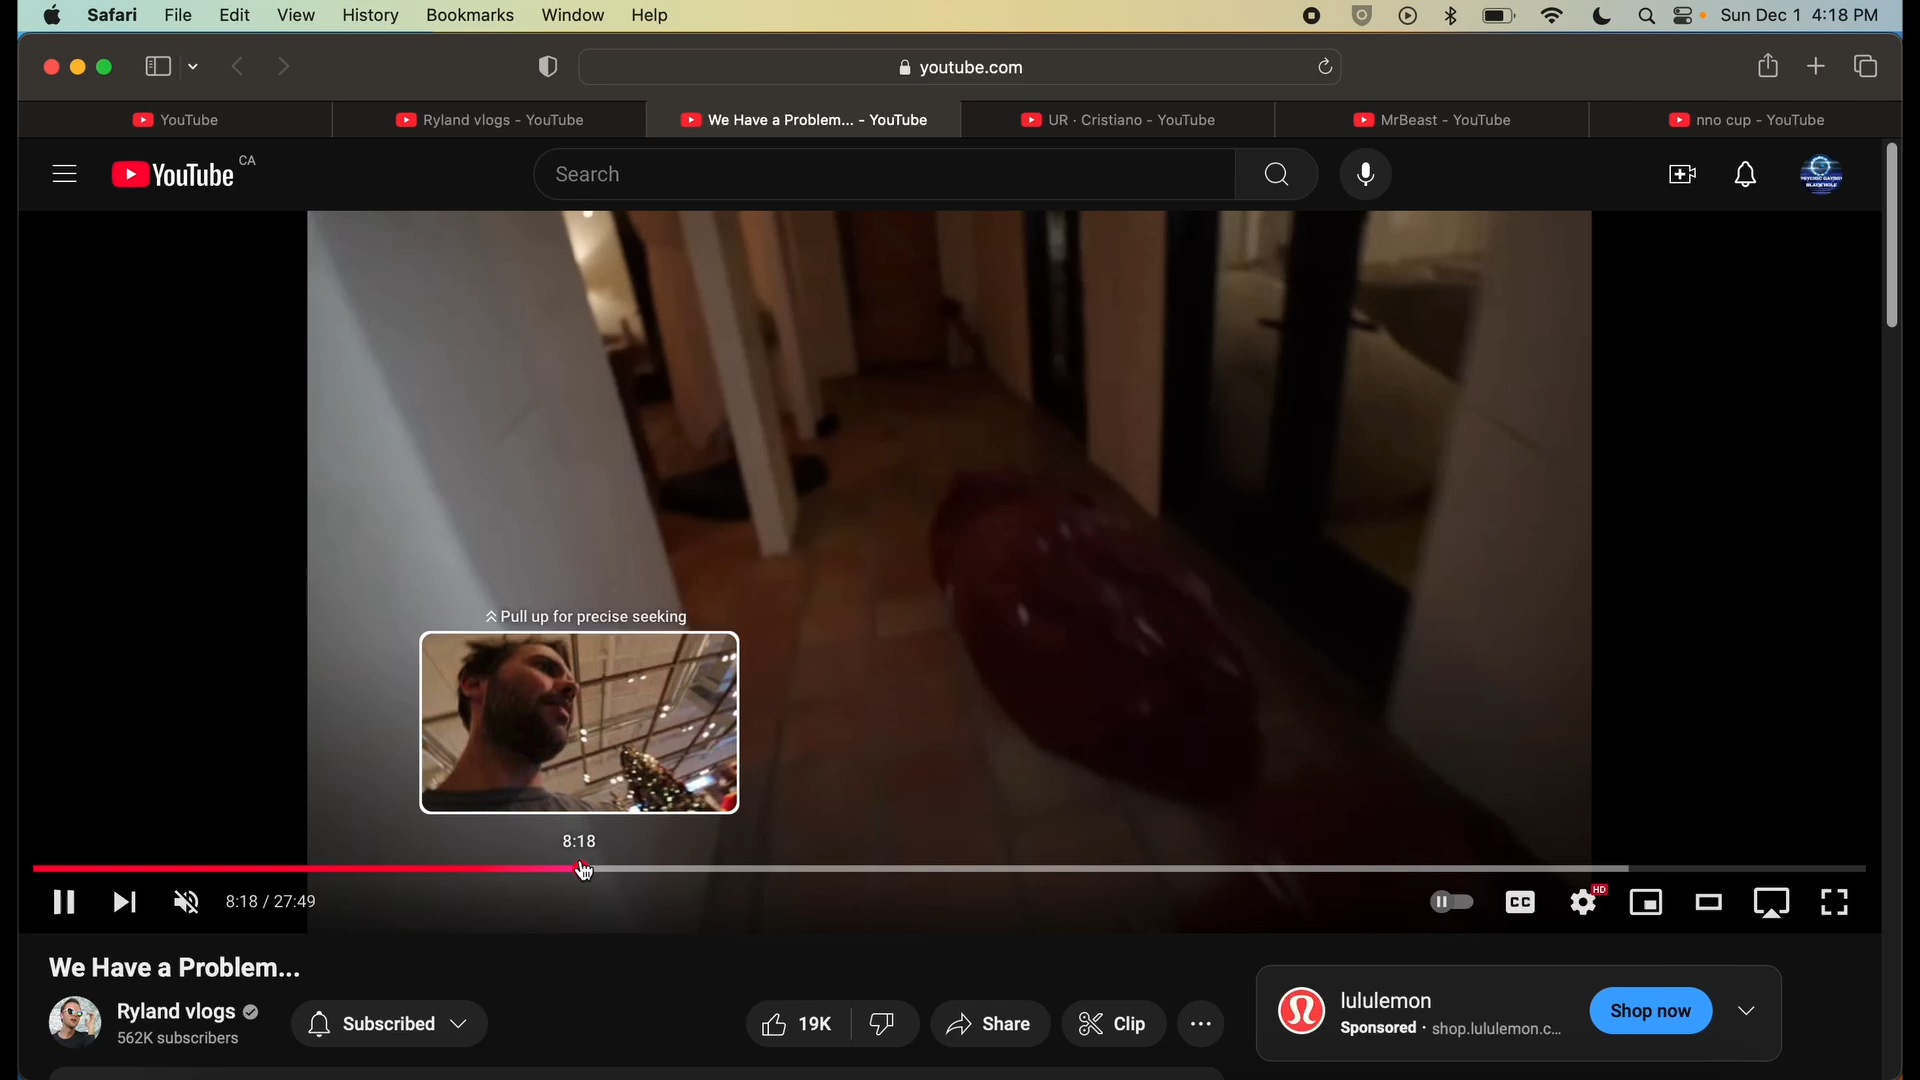 Safari File Edit View History Bookmarks Window Help Sun Dec 1 4:18 PM
youtube.com
YouTube
Ryland vlogs - YouTube
We Have a Problem... - YouTube
UR · Cristiano - YouTube
MrBeast - YouTube
nno cup - YouTube
YouTube CA
Search
Pull up for precise seeking
8:18
8:18 / 27:49
CC
HD
We Have a Problem...
Ryland vlogs
562K subscribers
Subscribed
19K
Share
Clip
lululemon
Sponsored · shop.lululemon.c...
Shop now